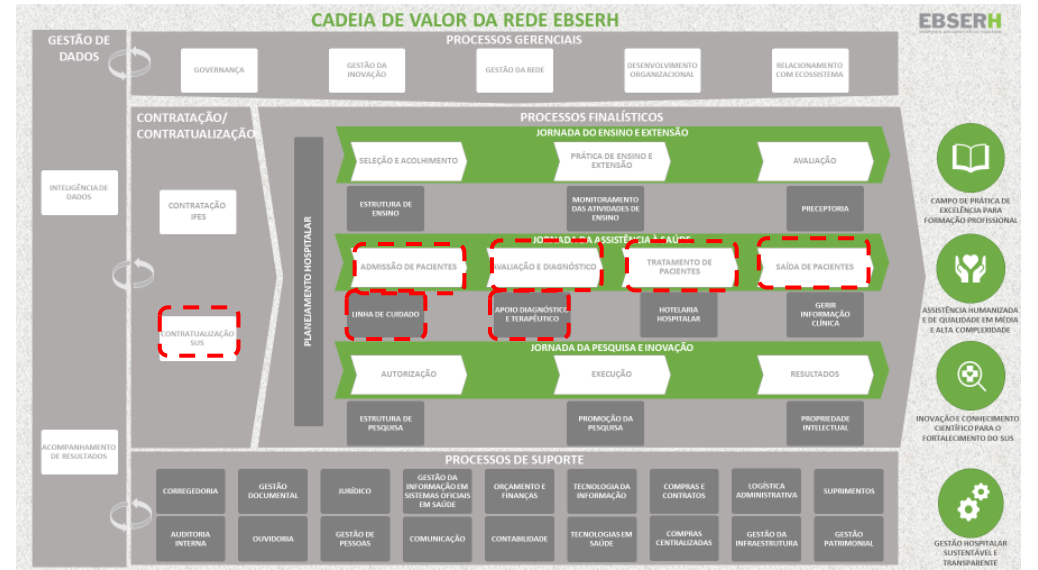 CADEIA DE VALOR DA REDE EBSERH
EBSERH
GESTÃO DE
DADOS
PROCESSOS GERENCIAIS
GOVERNANÇA
GESTÃO DA
INOVAÇÃO
GESTÃO DA REDE
DESENVOLVIMENTO
ORGANIZACIONAL
RELACIONAMENTO
COM ECOSSISTEMA
INTELIGÊNCIA DE
DADOS
ACOMPANHAMENTO
DE RESULTADOS
CONTRATAÇÃO/
CONTRATUALIZAÇÃO
CONTRATAÇÃO
IFES
CONTRATUALIZAÇÃO
SUS
PROCESSOS FINALÍSTICOS
PLANEJAMENTO HOSPITALAR
JORNADA DO ENSINO E EXTENSÃO
SELEÇÃO E ACOLHIMENTO
PRÁTICA DE ENSINO E
EXTENSÃO
AVALIAÇÃO
ESTRUTURA DE
ENSINO
MONITORAMENTO
DAS ATIVIDADES DE
ENSINO
PRECEPTORIA
JORNADA DA ASSISTÊNCIA À SAÚDE
ADMISSÃO DE PACIENTES
AVALIAÇÃO E DIAGNÓSTICO
TRATAMENTO DE
PACIENTES
SAÍDA DE PACIENTES
LINHA DE CUIDADO
APOIO DIAGNÓSTICO
E TERAPÊUTICO
HOTELARIA
HOSPITALAR
GERIR
INFORMAÇÃO
CLÍNICA
JORNADA DA PESQUISA E INOVAÇÃO
AUTORIZAÇÃO
EXECUÇÃO
RESULTADOS
ESTRUTURA DE
PESQUISA
PROMOÇÃO DA
PESQUISA
PROPRIEDADE
INTELECTUAL
CAMPO DE PRÁTICA DE
EXCELÊNCIA PARA
FORMAÇÃO PROFISSIONAL
ASSISTÊNCIA HUMANIZADA
E DE QUALIDADE EM MÉDIA
E ALTA COMPLEXIDADE
INOVAÇÃO E CONHECIMENTO
CIENTÍFICO PARA O
FORTALECIMENTO DO SUS
GESTÃO HOSPITALAR
SUSTENTÁVEL E
TRANSPARENTE
PROCESSOS DE SUPORTE
CORREGEDORIA
GESTÃO
DOCUMENTAL
JURÍDICO
GESTÃO DA
INFORMAÇÃO EM
SISTEMAS OFICIAIS
EM SAÚDE
ORÇAMENTO E
FINANÇAS
TECNOLOGIA DA
INFORMAÇÃO
COMPRAS E
CONTRATOS
LOGÍSTICA
ADMINISTRATIVA
SUPRIMENTOS
AUDITORIA
INTERNA
OUVIDORIA
GESTÃO DE
PESSOAS
COMUNICAÇÃO
CONTABILIDADE
TECNOLOGIAS EM
SAÚDE
COMPRAS
CENTRALIZADAS
GESTÃO DA
INFRAESTRUTURA
GESTÃO
PATRIMONIAL